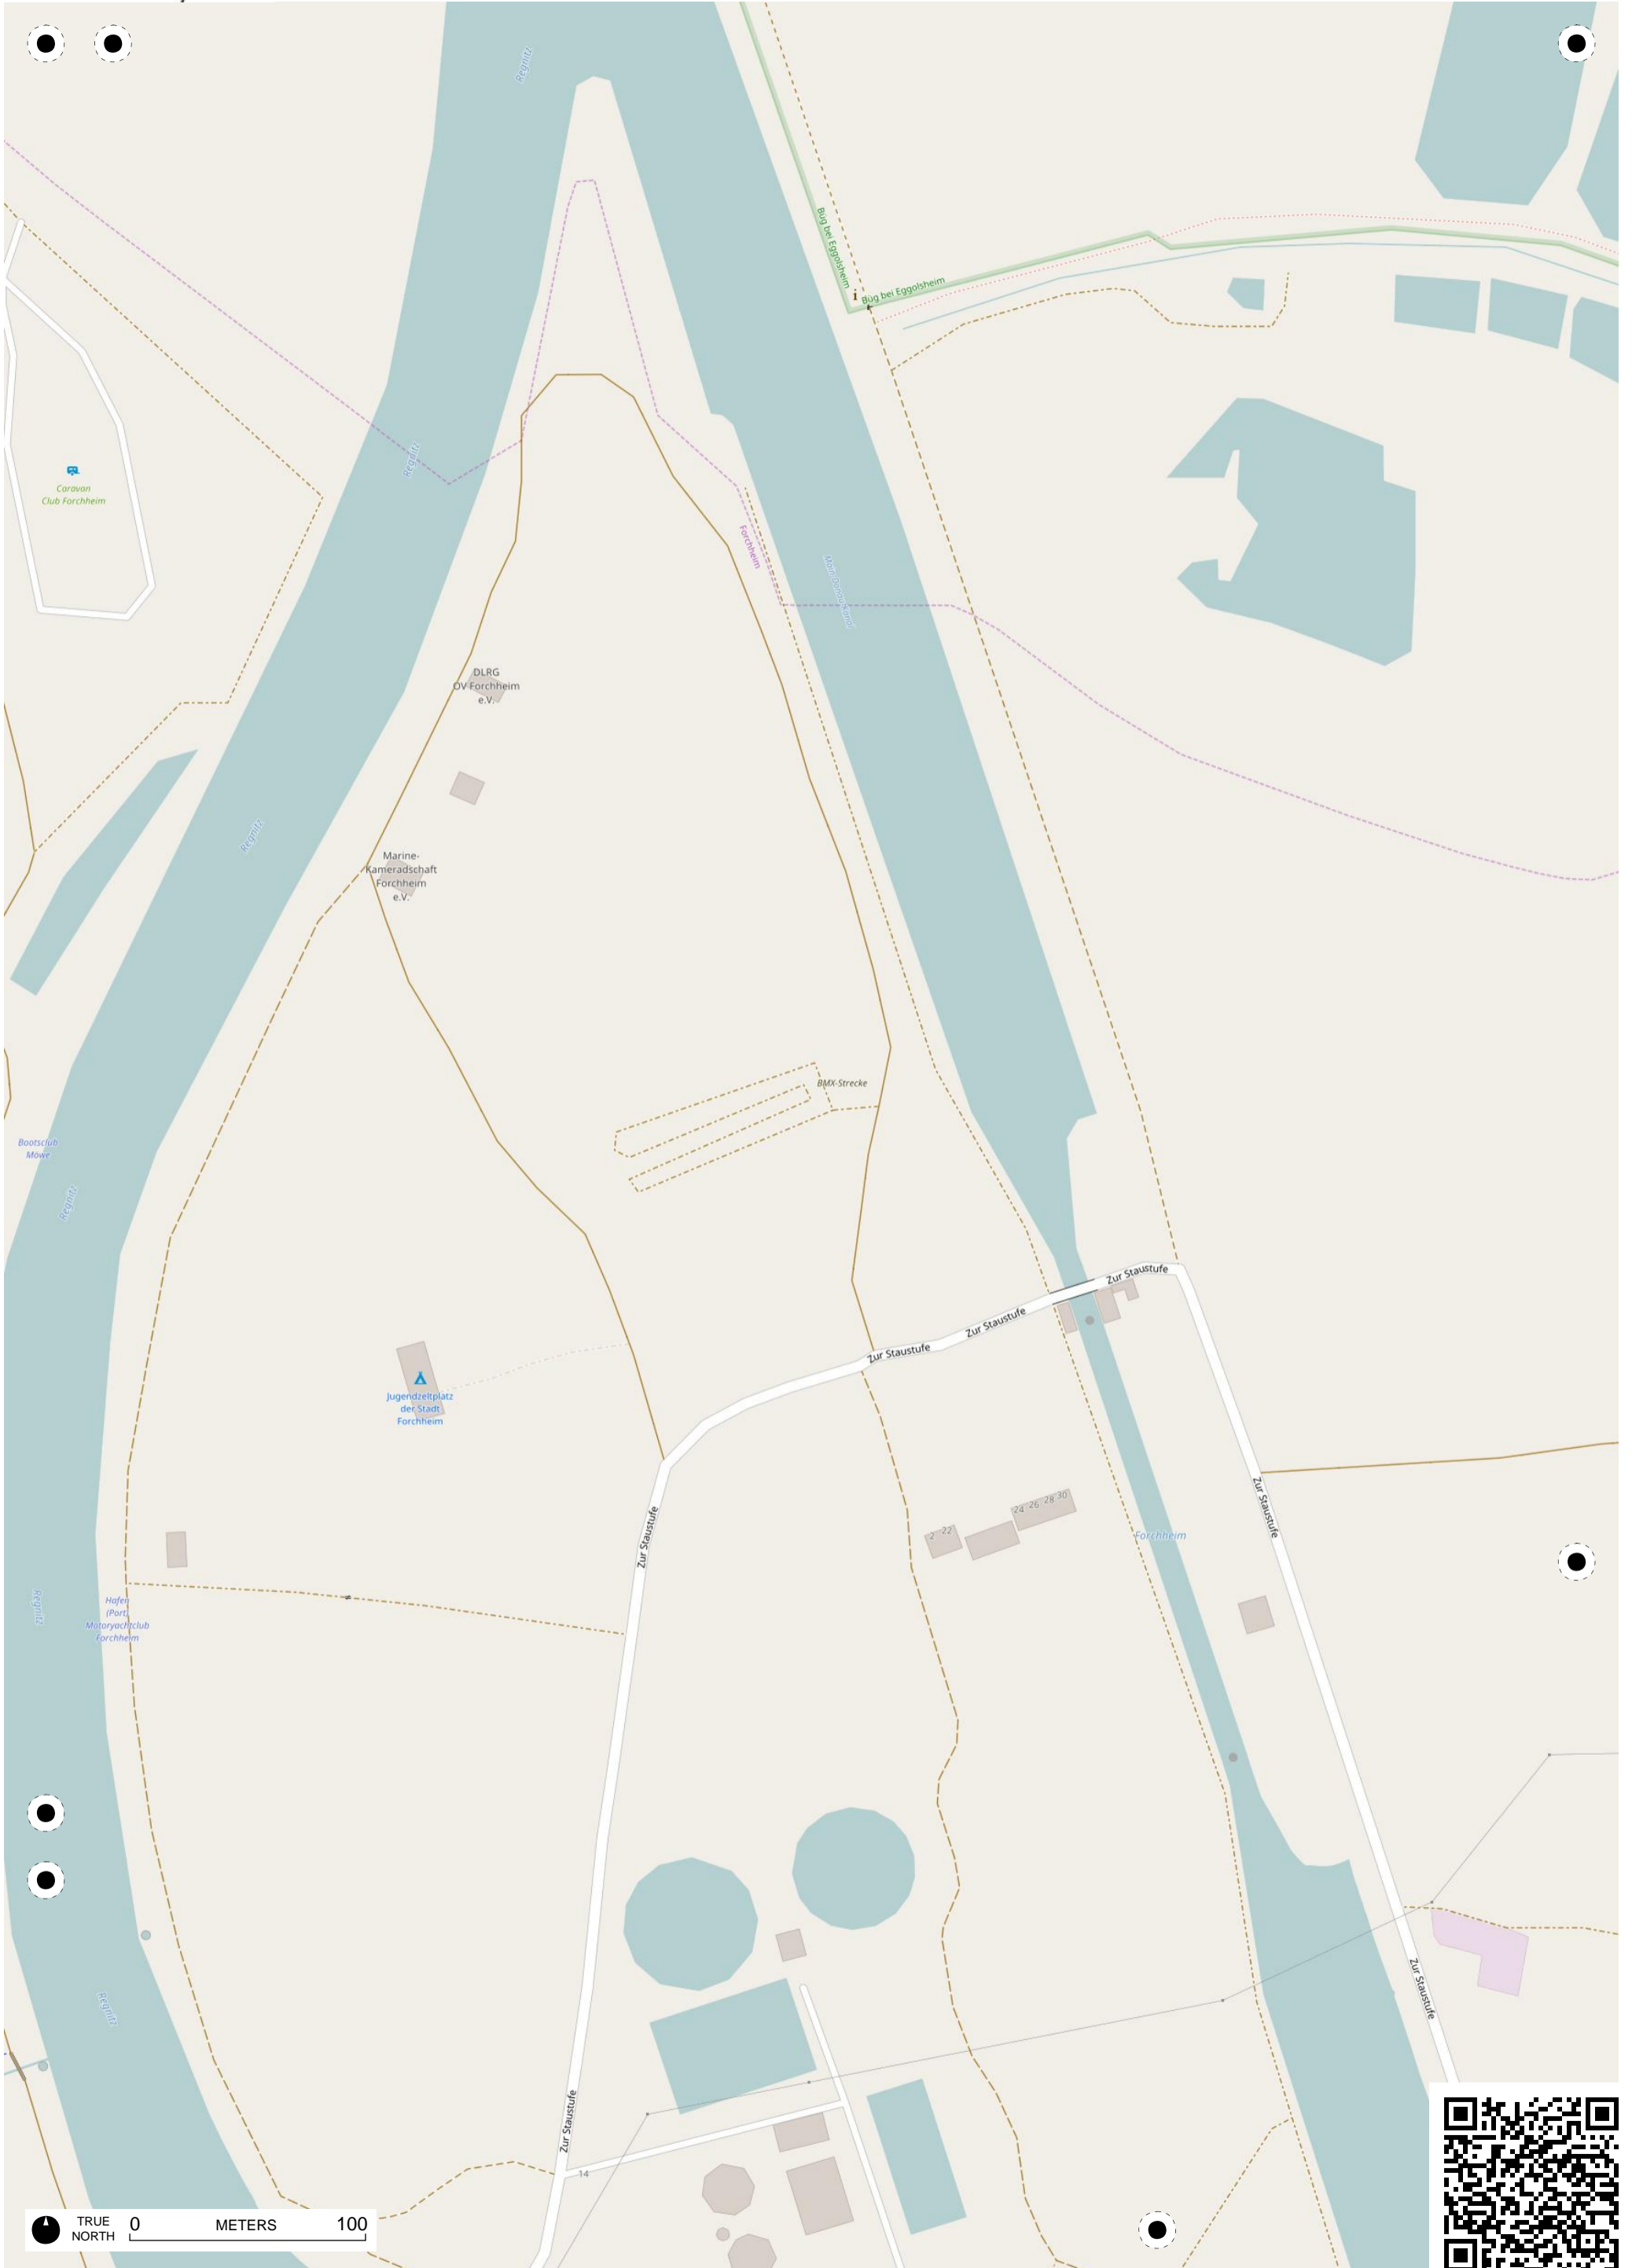 Regnitz
Büg bei Eggolsheim
Büg bei Eggolsheim
Regnitz
Caravan
Club Forchheim
Forchheim
Main-Donau-Kanal
DLRG
OV Forchheim
e.V.
Regnitz
Marine-
Kameradschaft
Forchheim
e.V.
BMX-Strecke
Bootsclub
Möwe
Regnitz
Zur Staustufe
Zur Staustufe
Zur Staustufe
Jugendzeltplatz
der Stadt
Forchheim
Zur Staustufe
Zur Staustufe
24 26 28 30
2 22
Forchheim
Regnitz
Hafen
(Port)
Motoryachtclub
Forchheim
Zur Staustufe
Regnitz
Zur Staustufe
14
TRUE
NORTH
0 METERS 100